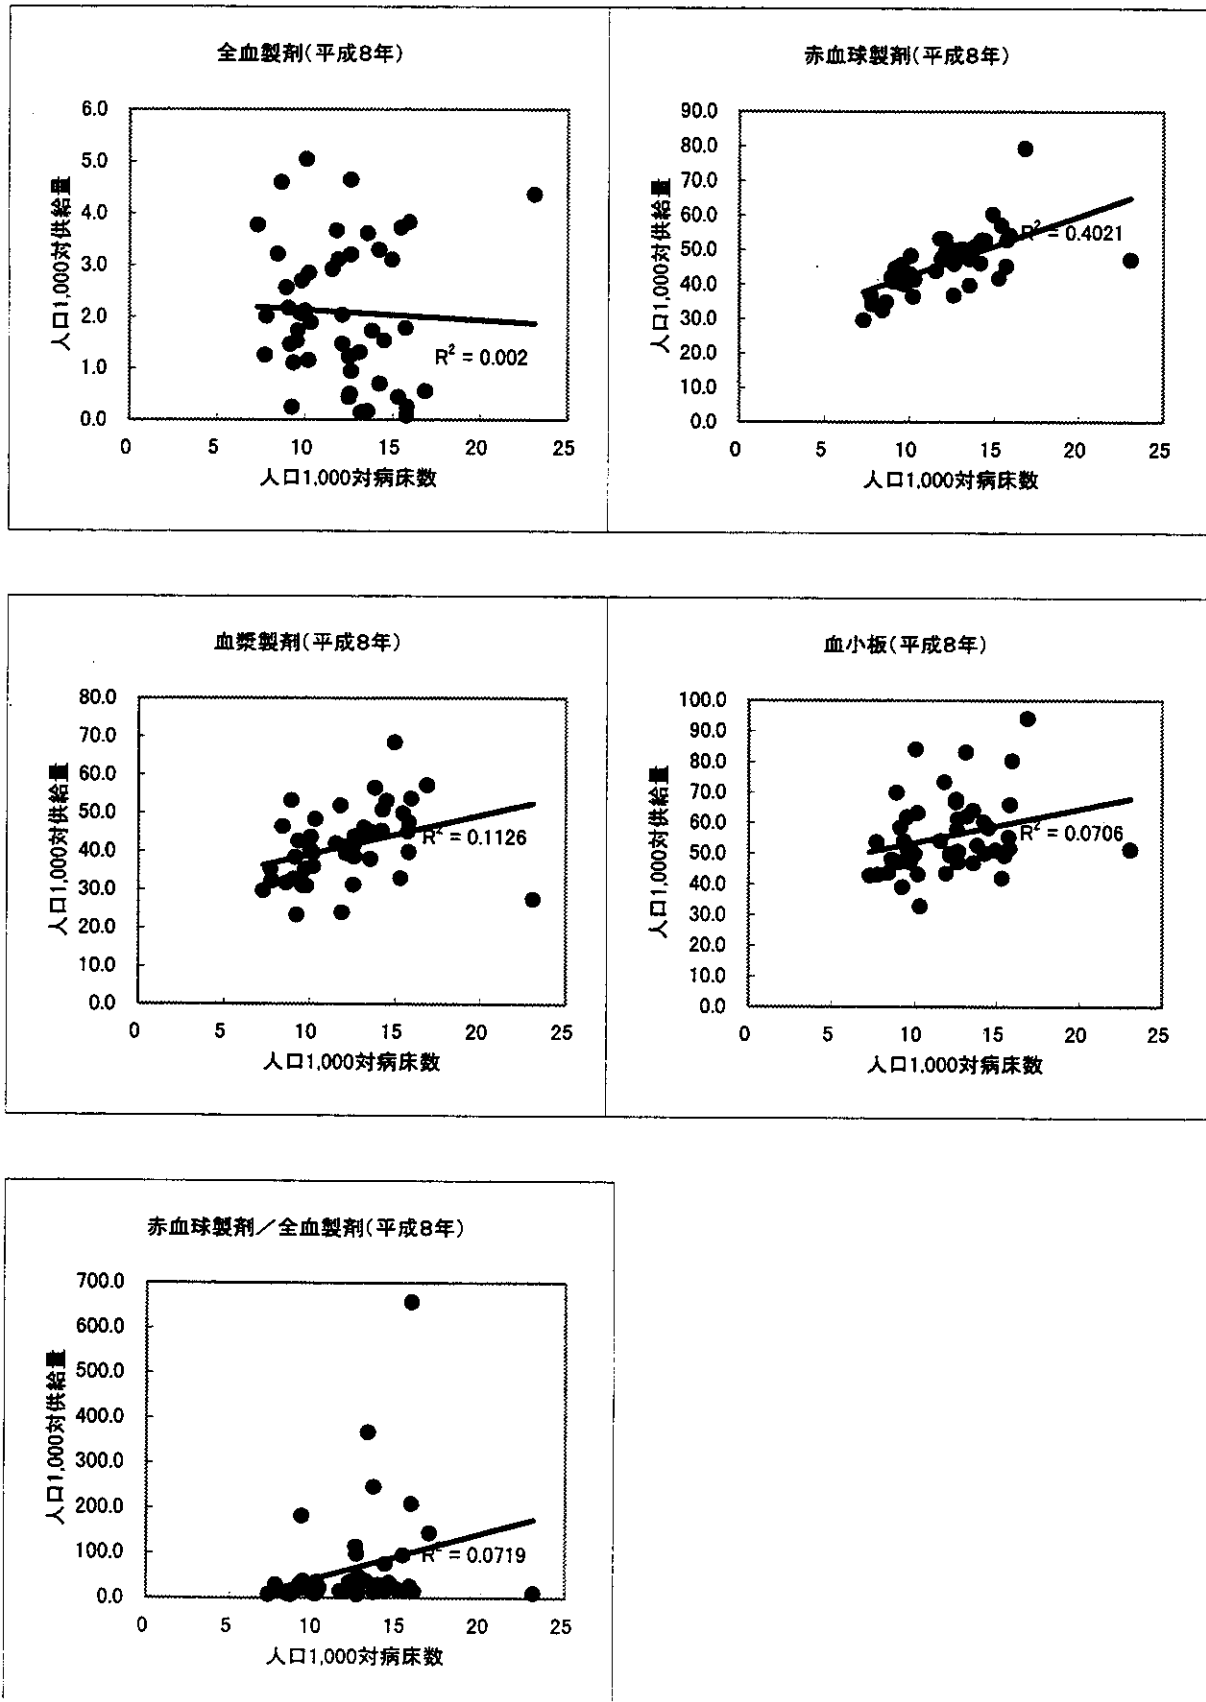 全血製剤(平成8年)
6.0
5.0
4.0
3.0
2.0
1.0
0.0
0 5 10 15 20 25
人口1,000対供給量
人口1,000対病床数
R² = 0.002
赤血球製剤(平成8年)
90.0
80.0
70.0
60.0
50.0
40.0
30.0
20.0
10.0
0.0
0 5 10 15 20 25
人口1,000対供給量
人口1,000対病床数
R² = 0.4021
血漿製剤(平成8年)
80.0
70.0
60.0
50.0
40.0
30.0
20.0
10.0
0.0
0 5 10 15 20 25
人口1,000対供給量
人口1,000対病床数
R² = 0.1126
血小板(平成8年)
100.0
90.0
80.0
70.0
60.0
50.0
40.0
30.0
20.0
10.0
0.0
0 5 10 15 20 25
人口1,000対供給量
人口1,000対病床数
R² = 0.0706
赤血球製剤／全血製剤(平成8年)
700.0
600.0
500.0
400.0
300.0
200.0
100.0
0.0
0 5 10 15 20 25
人口1,000対供給量
人口1,000対病床数
R² = 0.0719